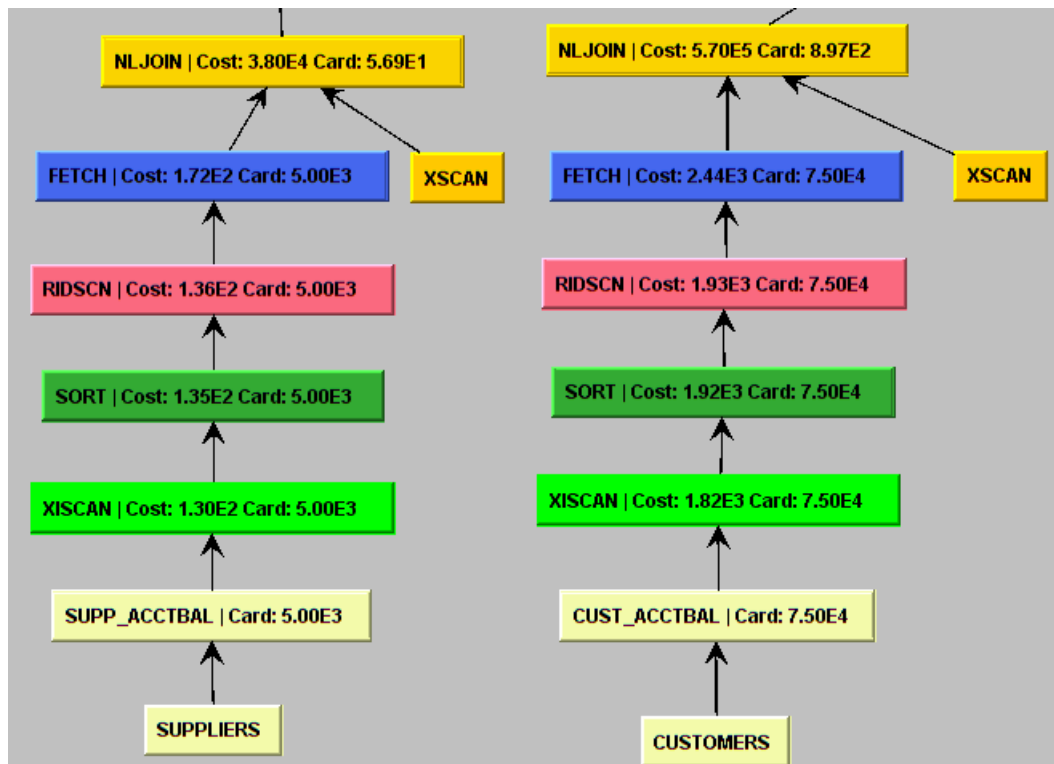 NLJOIN | Cost: 3.80E4 Card: 5.69E1
FETCH | Cost: 1.72E2 Card: 5.00E3
XSCAN
RIDSCN | Cost: 1.36E2 Card: 5.00E3
SORT | Cost: 1.35E2 Card: 5.00E3
XISCAN | Cost: 1.30E2 Card: 5.00E3
SUPP_ACCTBAL | Card: 5.00E3
SUPPLIERS
NLJOIN | Cost: 5.70E5 Card: 8.97E2
FETCH | Cost: 2.44E3 Card: 7.50E4
XSCAN
RIDSCN | Cost: 1.93E3 Card: 7.50E4
SORT | Cost: 1.92E3 Card: 7.50E4
XISCAN | Cost: 1.82E3 Card: 7.50E4
CUST_ACCTBAL | Card: 7.50E4
CUSTOMERS